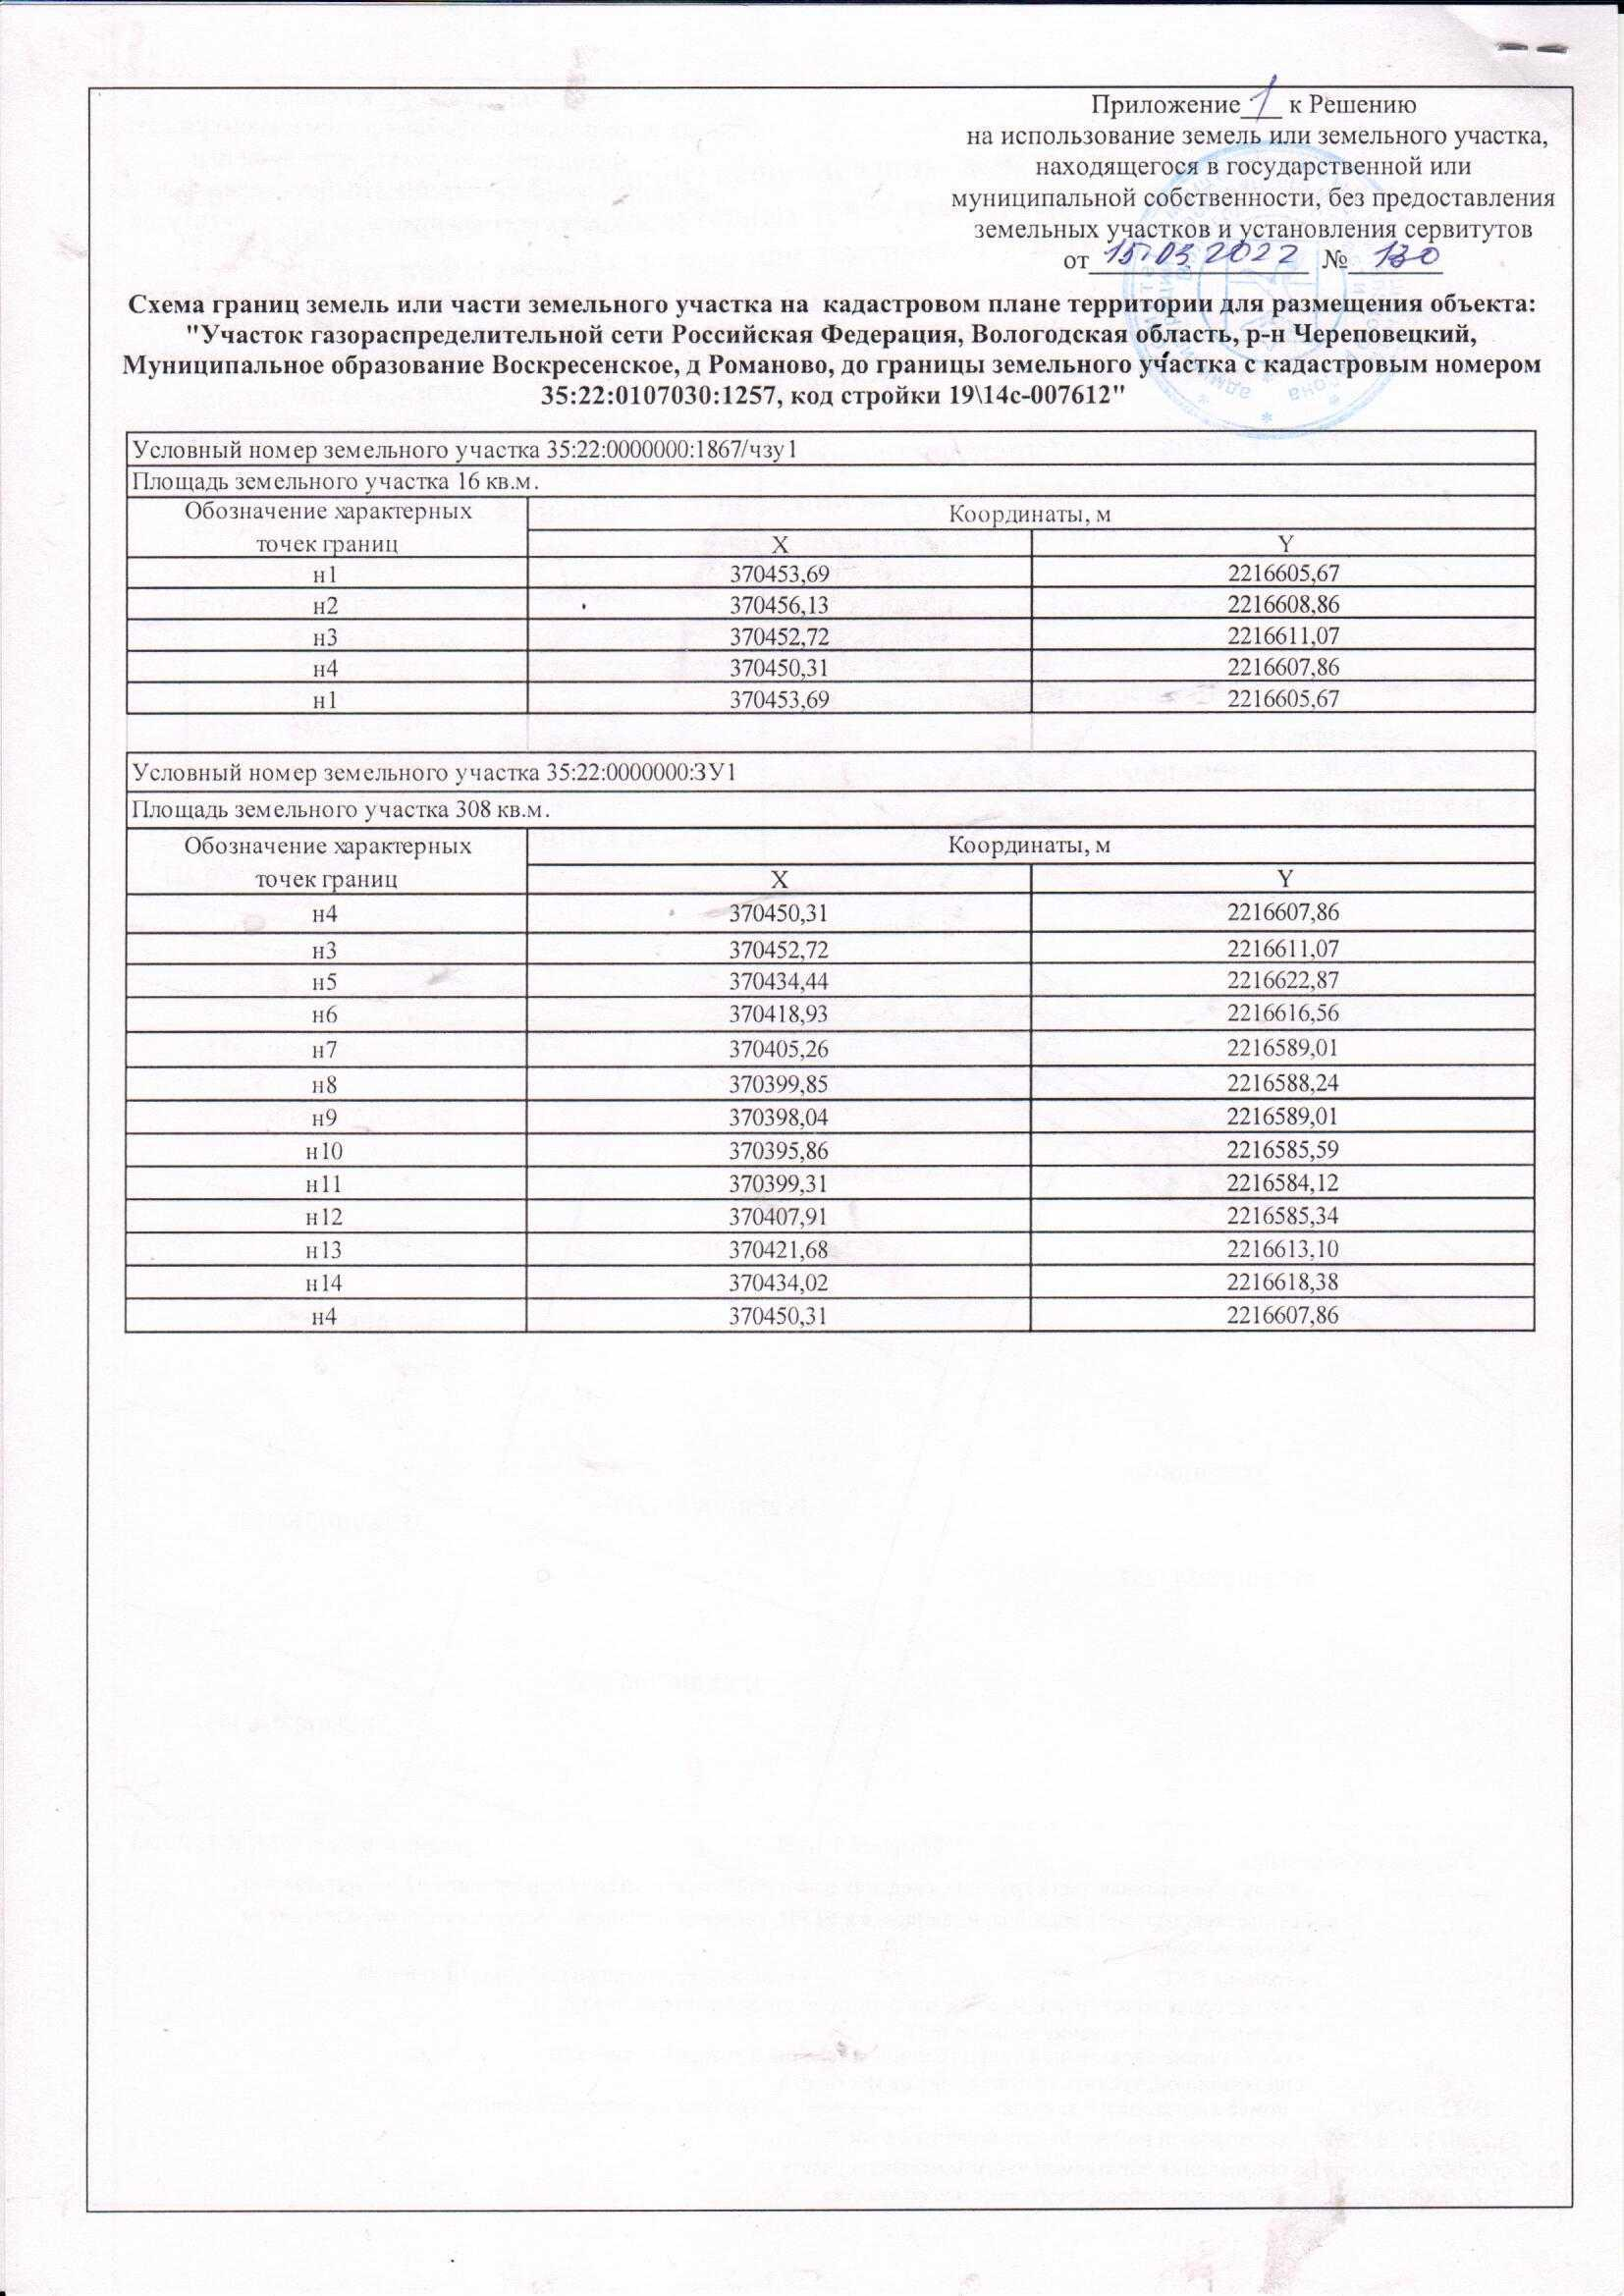 Приложение 1 к Решению
на использование земель или земельного участка,
находящегося в государственной или
муниципальной собственности, без предоставления
земельных участков и установления сервитутов
от 15.03.2022 № 130
Схема границ земель или части земельного участка на кадастровом плане территории для размещения объекта:
"Участок газораспределительной сети Российская Федерация, Вологодская область, р-н Череповецкий,
Муниципальное образование Воскресенское, д Романово, до границы земельного участка с кадастровым номером
35:22:0107030:1257, код стройки 19\14с-007612"
Условный номер земельного участка 35:22:0000000:1867/чзу1
Площадь земельного участка 16 кв.м.
Обозначение характерных точек границ Координаты, м
X Y
н1 370453,69 2216605,67
н2 370456,13 2216608,86
н3 370452,72 2216611,07
н4 370450,31 2216607,86
н1 370453,69 2216605,67
Условный номер земельного участка 35:22:0000000:ЗУ1
Площадь земельного участка 308 кв.м.
Обозначение характерных точек границ Координаты, м
X Y
н4 370450,31 2216607,86
н3 370452,72 2216611,07
н5 370434,44 2216622,87
н6 370418,93 2216616,56
н7 370405,26 2216589,01
н8 370399,85 2216588,24
н9 370398,04 2216589,01
н10 370395,86 2216585,59
н11 370399,31 2216584,12
н12 370407,91 2216585,34
н13 370421,68 2216613,10
н14 370434,02 2216618,38
н4 370450,31 2216607,86